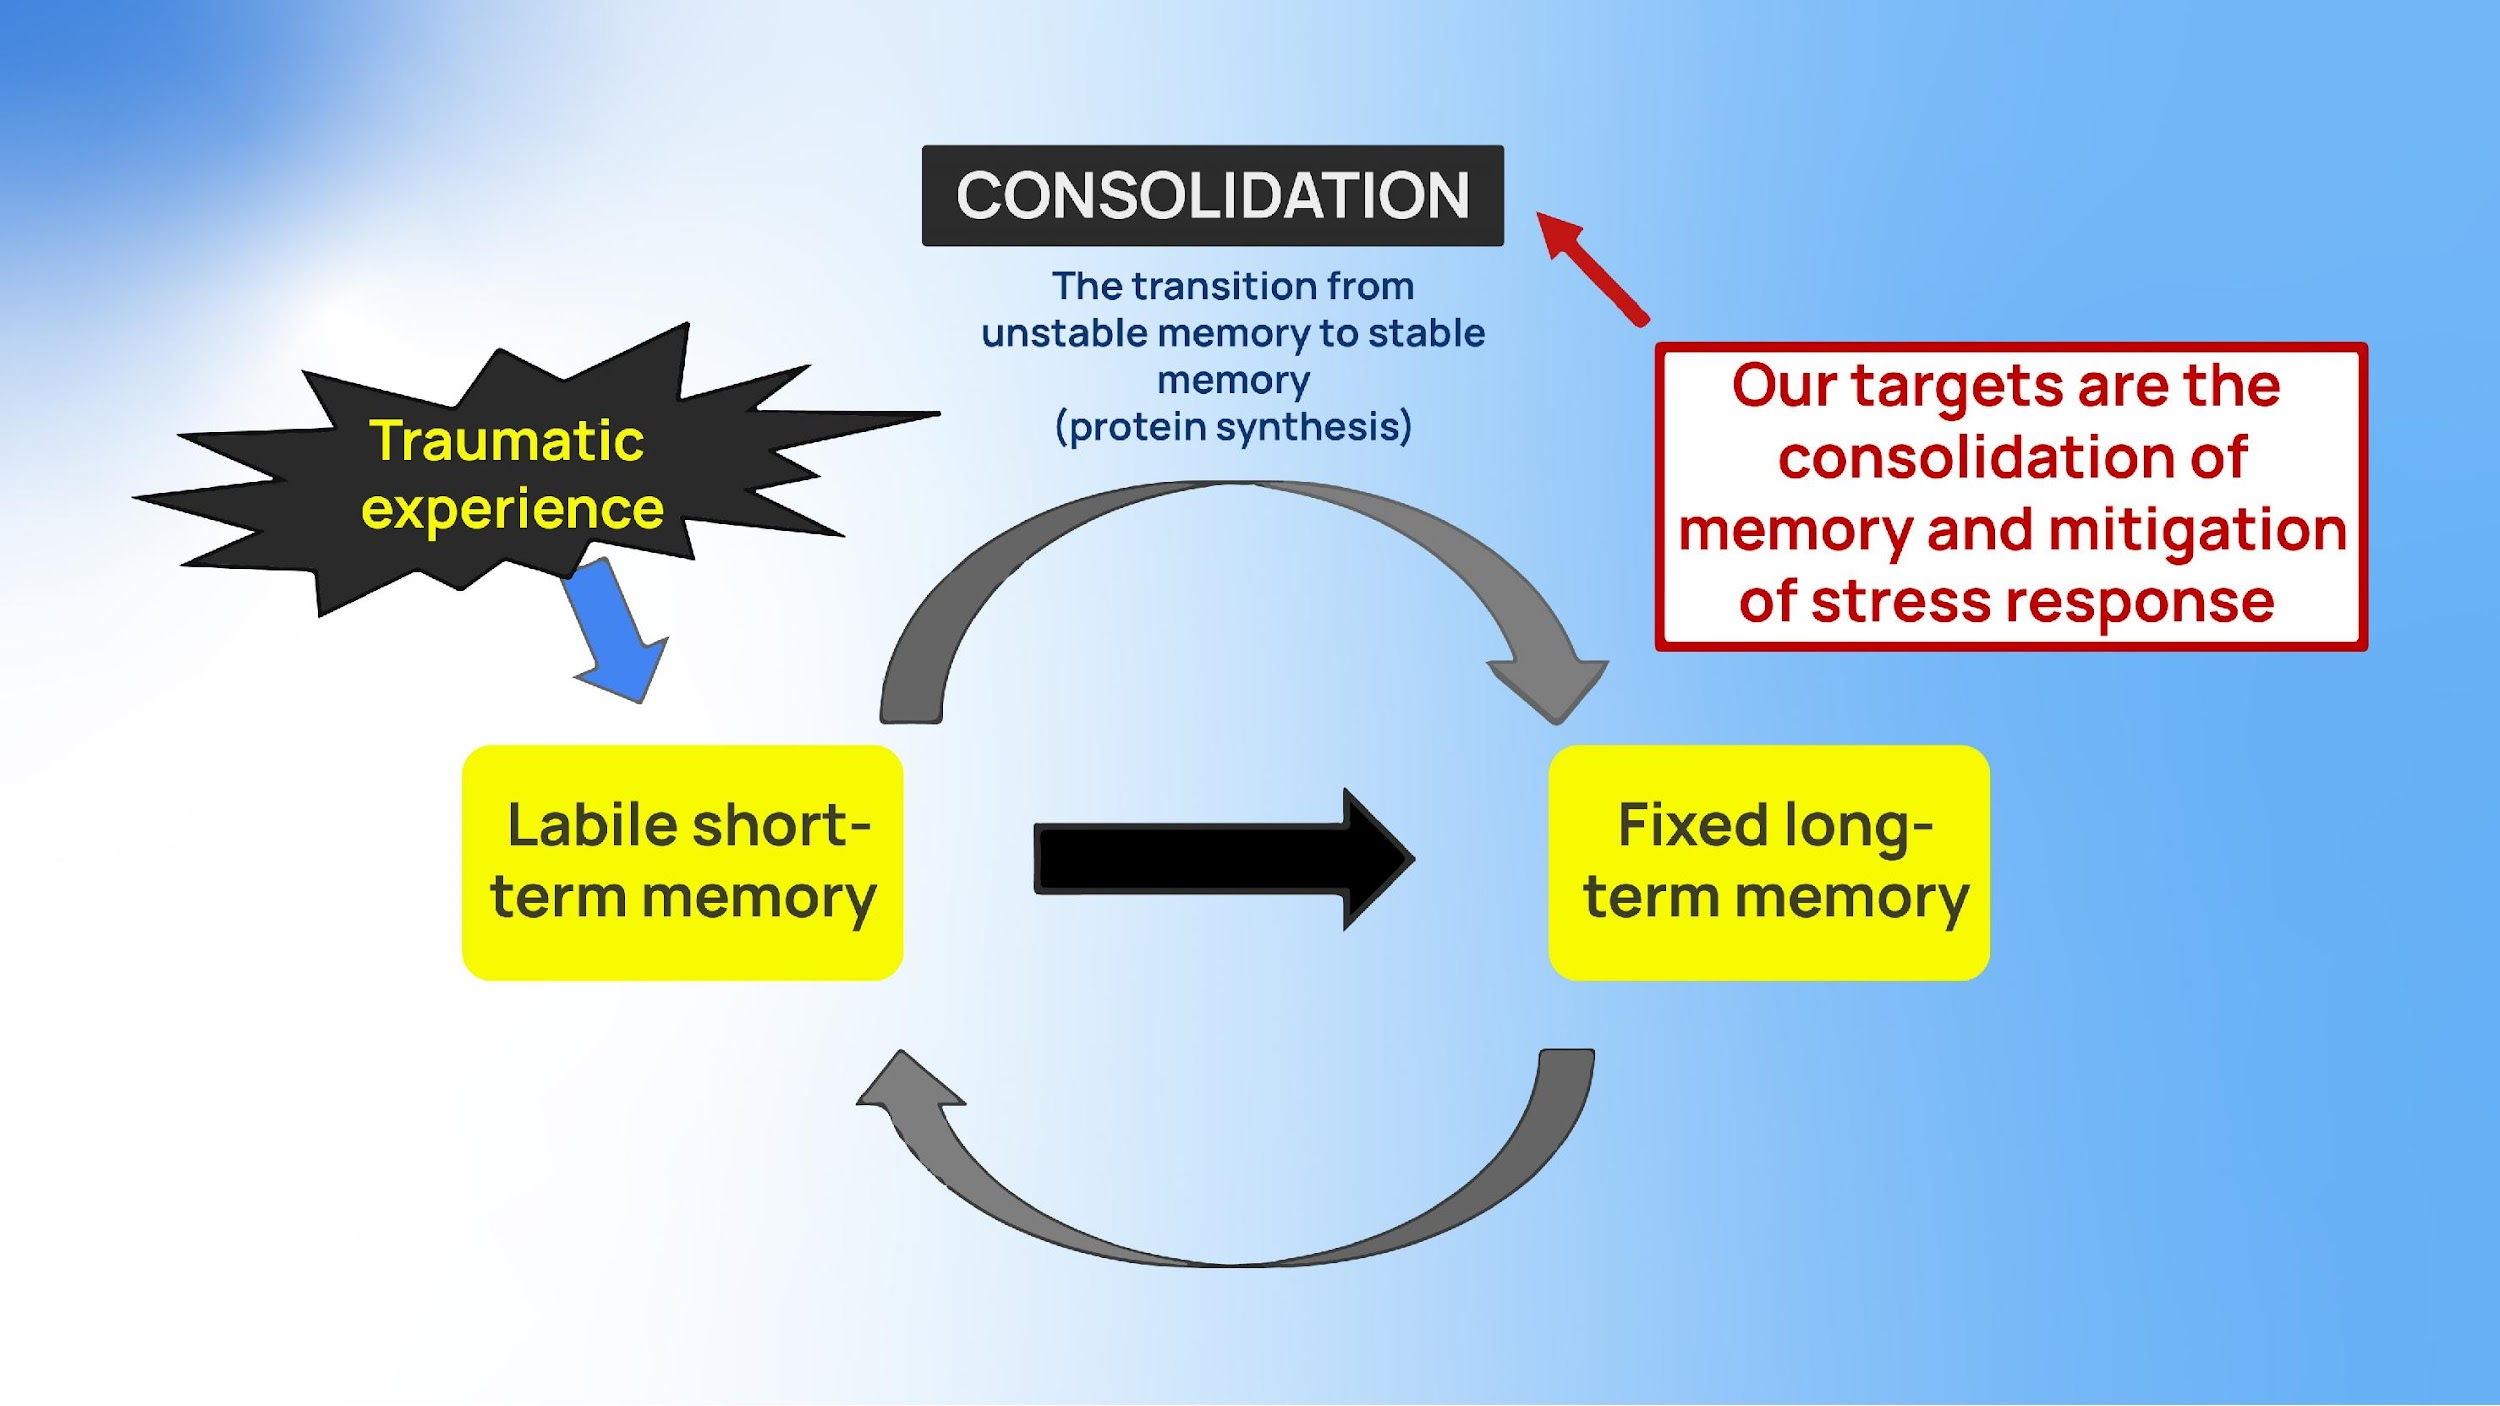 CONSOLIDATION
The transition from
unstable memory to stable
memory
(protein synthesis)
Traumatic
experience
Our targets are the
consolidation of
memory and mitigation
of stress response
Labile short-
term memory
Fixed long-
term memory